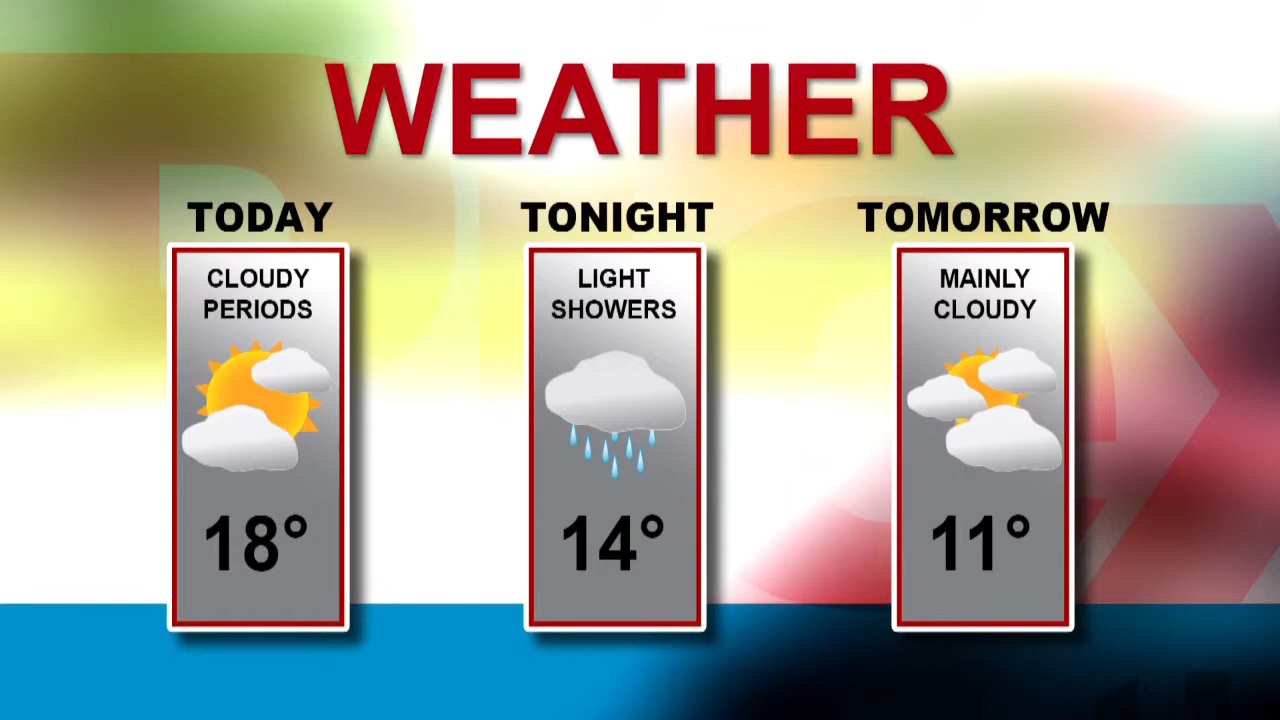 WEATHER
TODAY
CLOUDY
PERIODS
18°
TONIGHT
LIGHT
SHOWERS
14°
TOMORROW
MAINLY
CLOUDY
11°